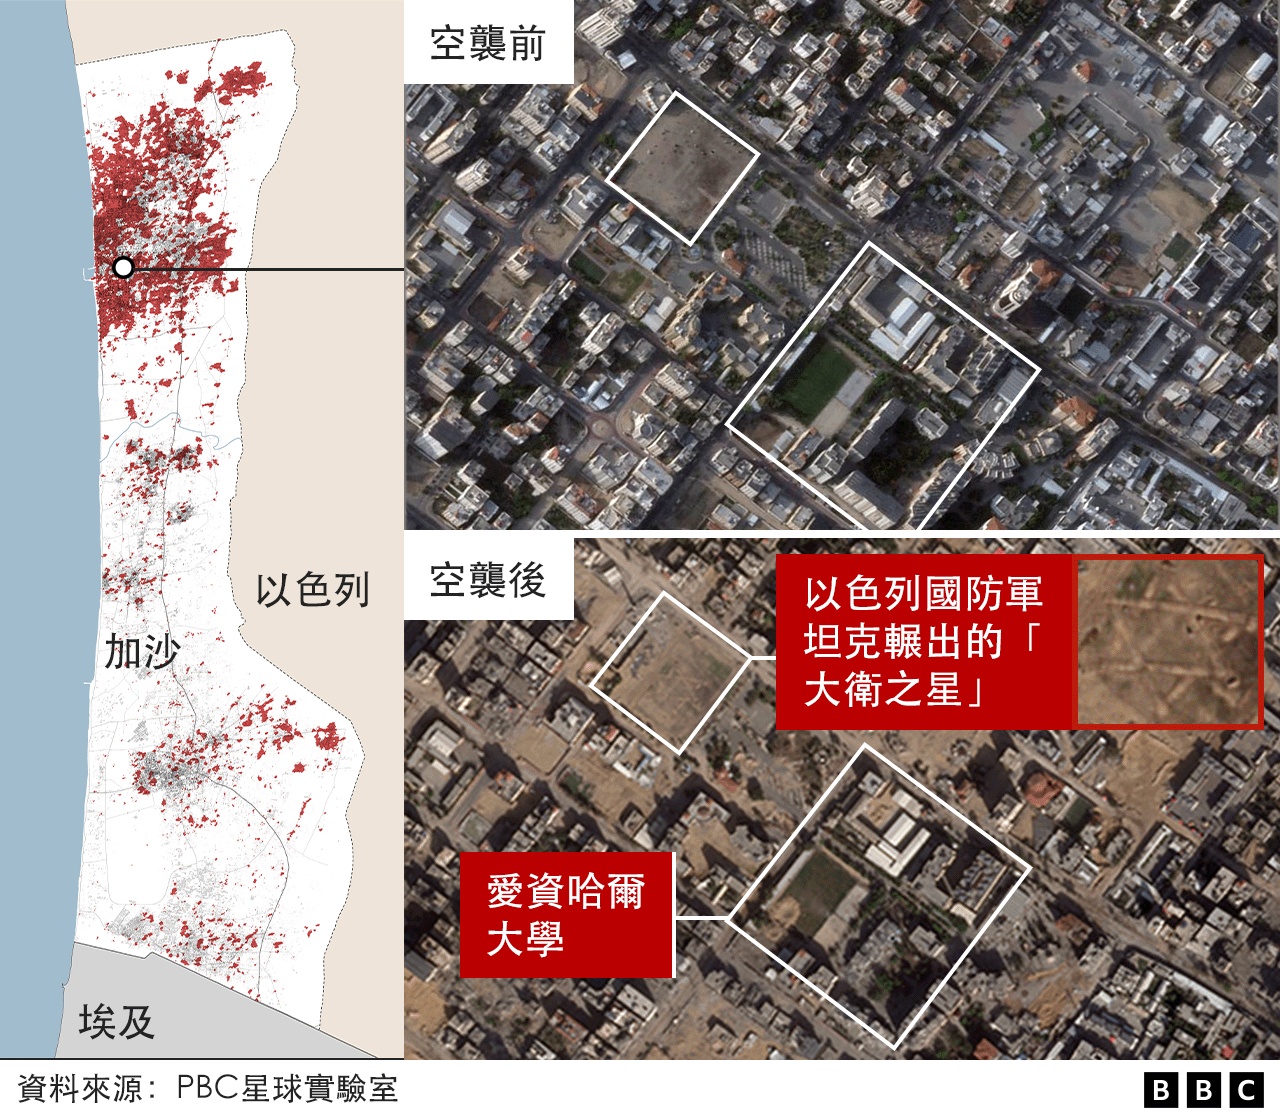 空襲前
以色列
加沙
埃及
空襲後
以色列國防軍
坦克輾出的「
大衛之星」
愛資哈爾
大學
資料來源：PBC星球實驗室
BBC